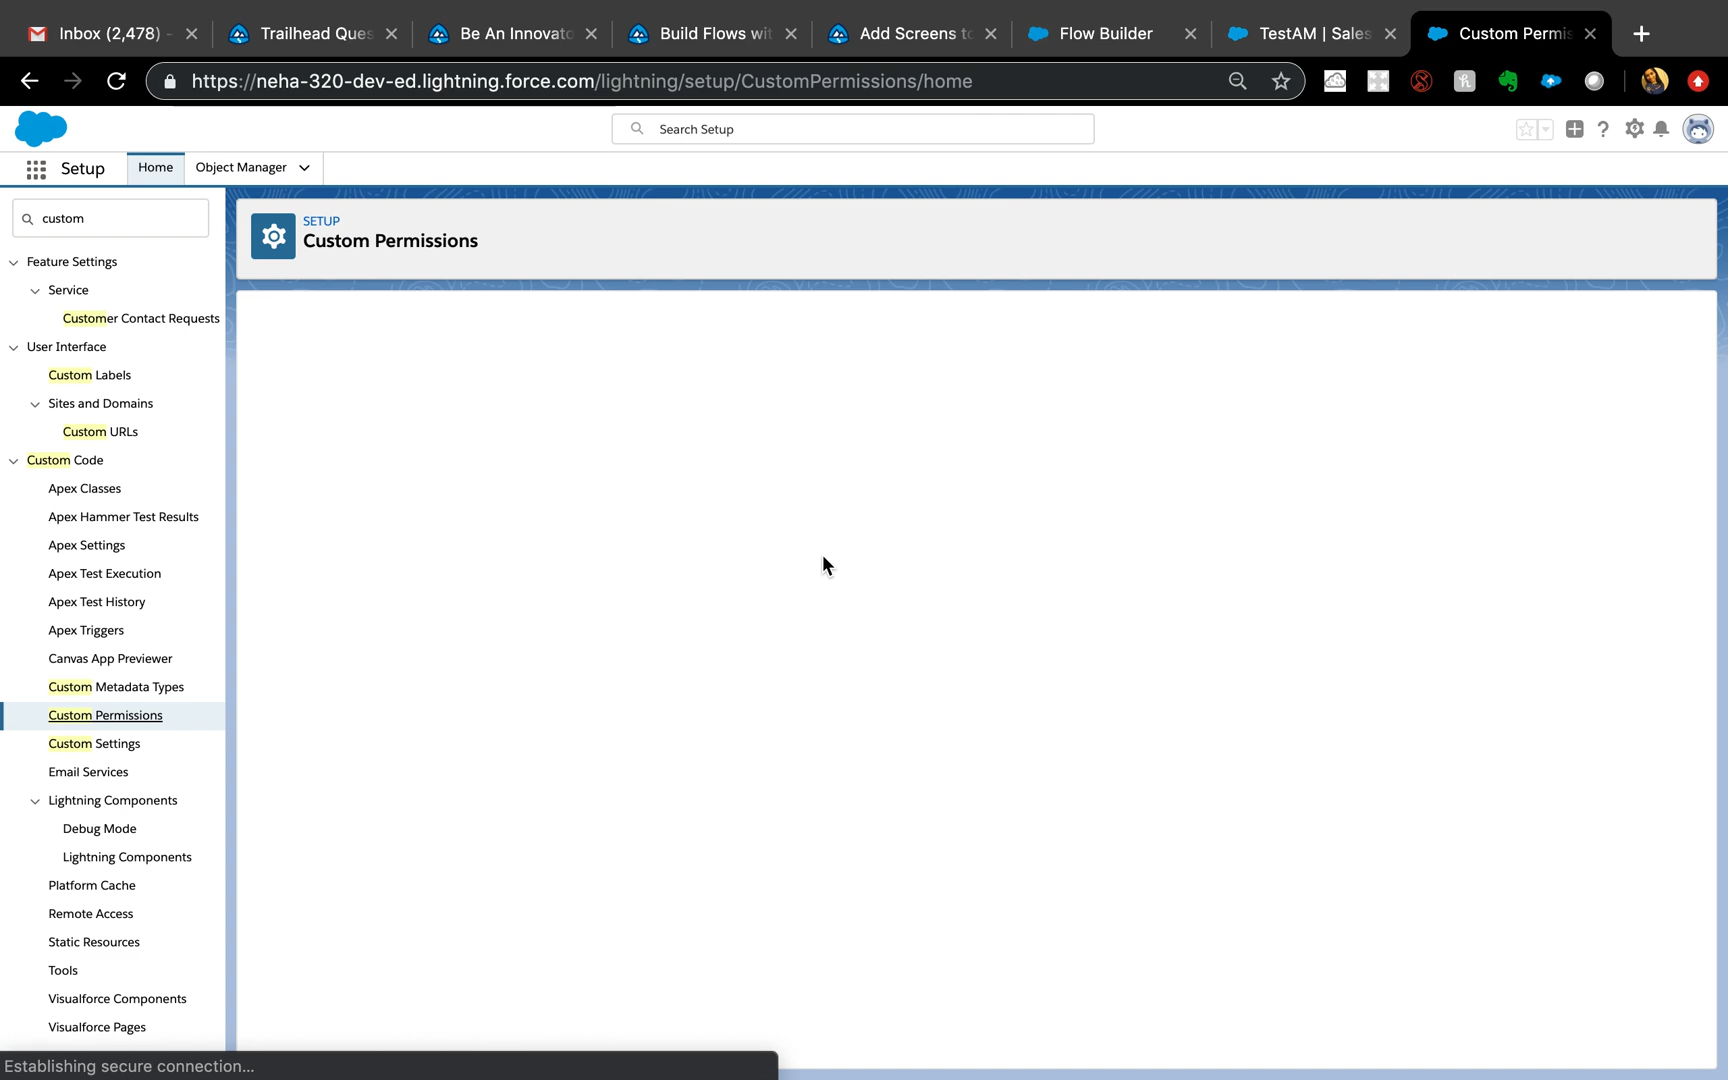 Inbox (2,478) -
Trailhead Ques
Be An Innovato
Build Flows wit
Add Screens to
Flow Builder
TestAM | Sales
Custom Permis
https://neha-320-dev-ed.lightning.force.com/lightning/setup/CustomPermissions/home
Search Setup
Setup
Home
Object Manager
custom
SETUP
Custom Permissions
Feature Settings
Service
Customer Contact Requests
User Interface
Custom Labels
Sites and Domains
Custom URLs
Custom Code
Apex Classes
Apex Hammer Test Results
Apex Settings
Apex Test Execution
Apex Test History
Apex Triggers
Canvas App Previewer
Custom Metadata Types
Custom Permissions
Custom Settings
Email Services
Lightning Components
Debug Mode
Lightning Components
Platform Cache
Remote Access
Static Resources
Tools
Visualforce Components
Visualforce Pages
Establishing secure connection...